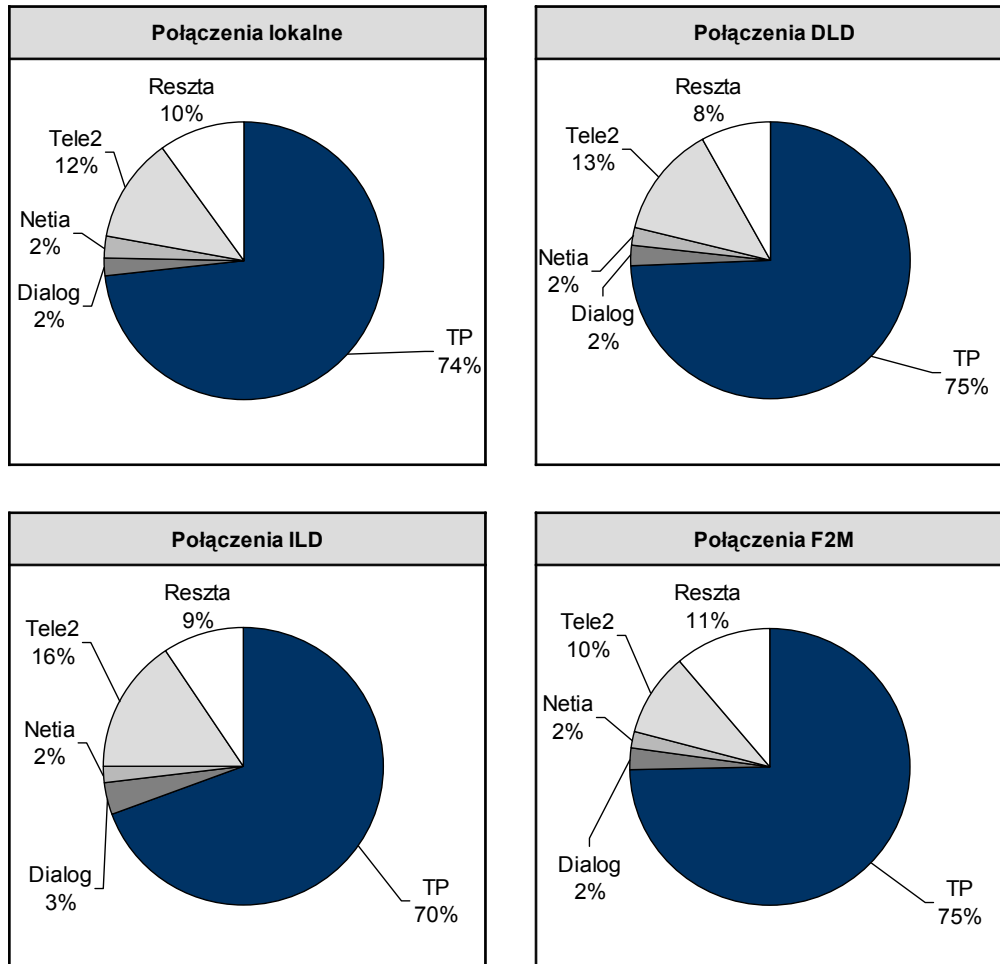 Połączenia lokalne
Reszta
10%
Tele2
12%
Netia
2%
Dialog
2%
TP
74%
Połączenia DLD
Reszta
8%
Tele2
13%
Netia
2%
Dialog
2%
TP
75%
Połączenia ILD
Reszta
9%
Tele2
16%
Netia
2%
Dialog
3%
TP
70%
Połączenia F2M
Reszta
11%
Tele2
10%
Netia
2%
Dialog
2%
TP
75%